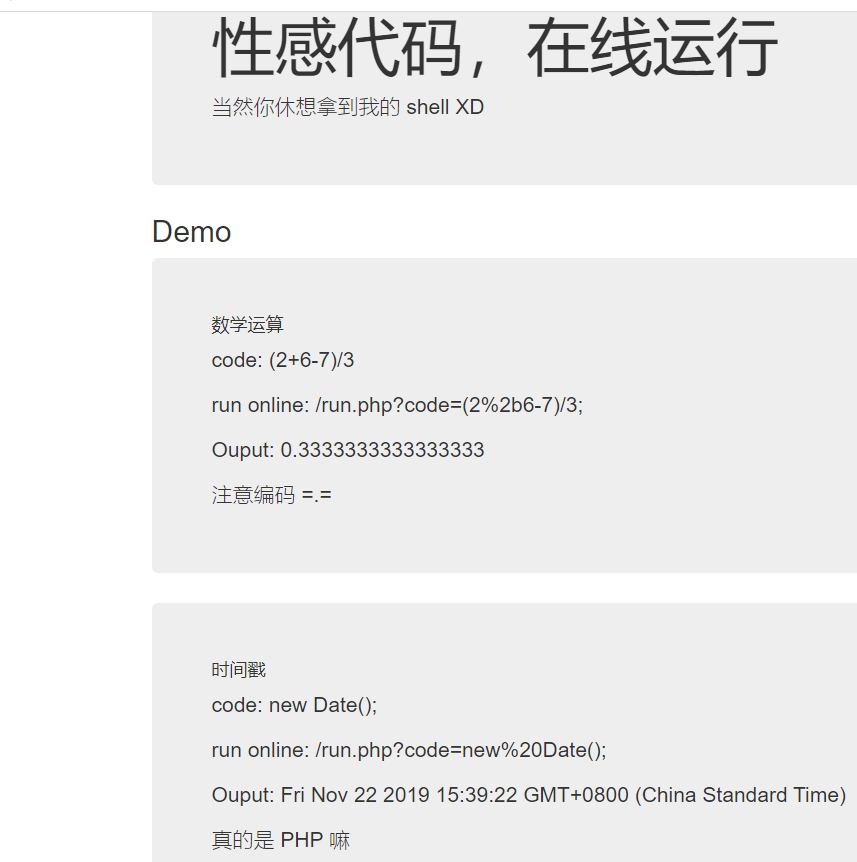 性感代码，在线运行
当然你休想拿到我的 shell XD
Demo
数学运算
code: (2+6-7)/3
run online: /run.php?code=(2%2b6-7)/3;
Ouput: 0.3333333333333333
注意编码 =.=
时间戳
code: new Date();
run online: /run.php?code=new%20Date();
Ouput: Fri Nov 22 2019 15:39:22 GMT+0800 (China Standard Time)
真的是 PHP 嘛